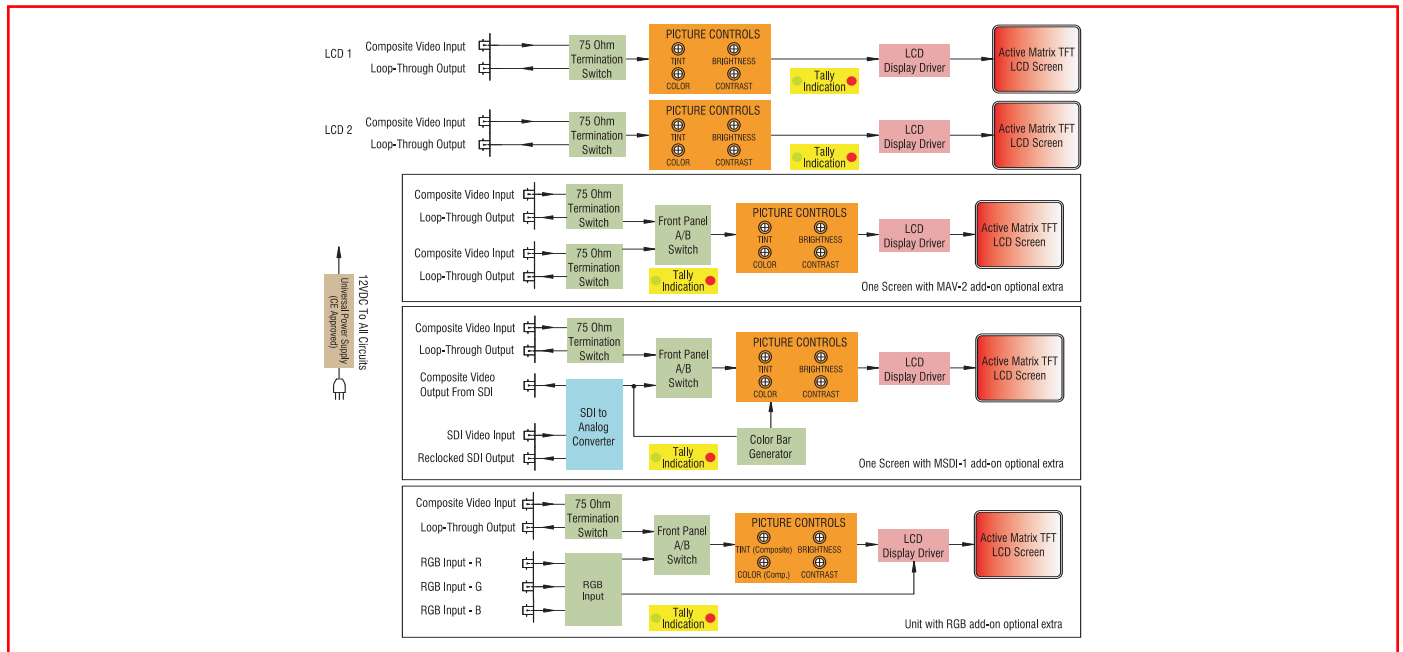 LCD 1
Composite Video Input
Loop-Through Output
75 Ohm
Termination
Switch
PICTURE CONTROLS
TINT
BRIGHTNESS
COLOR
CONTRAST
Tally
Indication
LCD
Display Driver
Active Matrix TFT
LCD Screen
LCD 2
Composite Video Input
Loop-Through Output
75 Ohm
Termination
Switch
PICTURE CONTROLS
TINT
BRIGHTNESS
COLOR
CONTRAST
Tally
Indication
LCD
Display Driver
Active Matrix TFT
LCD Screen
12VDC To All Circuits
Universal Power Supply
(CE Approved)
Composite Video Input
Loop-Through Output
75 Ohm
Termination
Switch
Composite Video Input
Loop-Through Output
75 Ohm
Termination
Switch
Front Panel
A/B
Switch
Tally
Indication
PICTURE CONTROLS
TINT
BRIGHTNESS
COLOR
CONTRAST
LCD
Display Driver
Active Matrix TFT
LCD Screen
One Screen with MAV-2 add-on optional extra
Composite Video Input
Loop-Through Output
75 Ohm
Termination
Switch
Composite Video
Output From SDI
SDI Video Input
Reclocked SDI Output
SDI to
Analog
Converter
Front Panel
A/B
Switch
Tally
Indication
PICTURE CONTROLS
TINT
BRIGHTNESS
COLOR
CONTRAST
Color Bar
Generator
LCD
Display Driver
Active Matrix TFT
LCD Screen
One Screen with MSDI-1 add-on optional extra
Composite Video Input
Loop-Through Output
75 Ohm
Termination
Switch
RGB Input - R
RGB Input - G
RGB Input - B
RGB
Input
Front Panel
A/B
Switch
Tally
Indication
PICTURE CONTROLS
TINT (Composite)
BRIGHTNESS
COLOR (Comp.)
CONTRAST
LCD
Display Driver
Active Matrix TFT
LCD Screen
Unit with RGB add-on optional extra